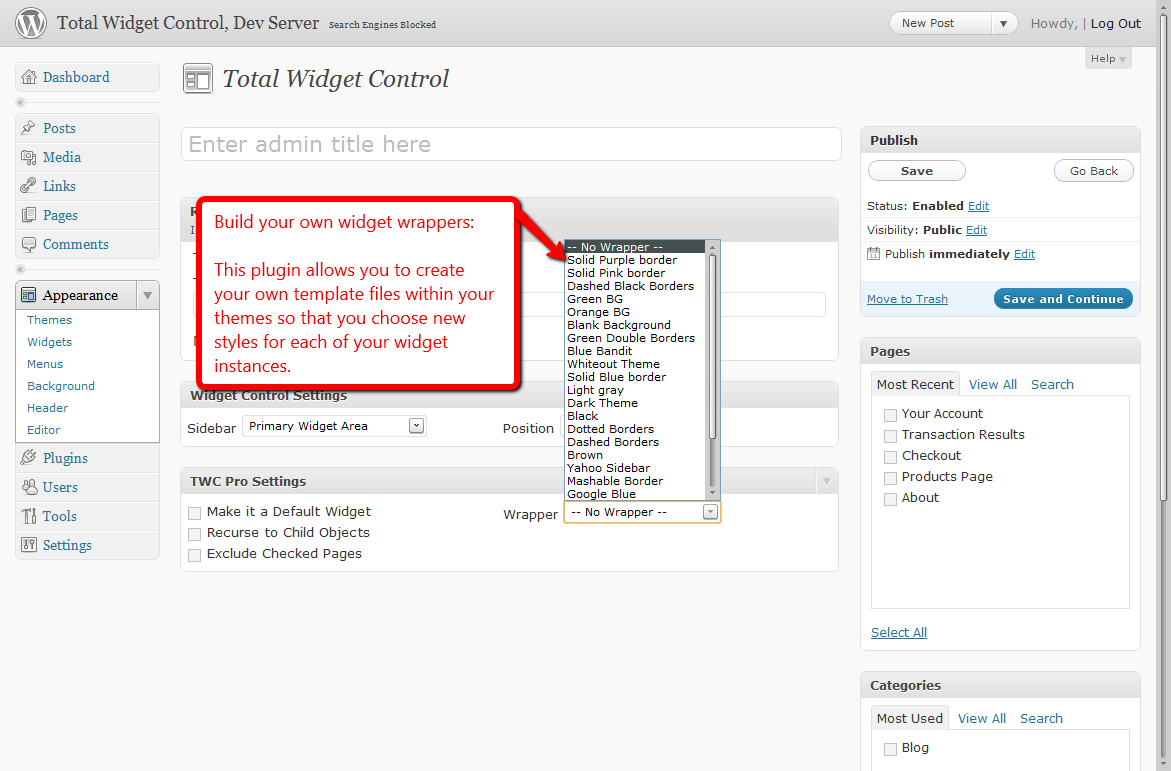 Total Widget Control, Dev Server Search Engines Blocked
New Post
Howdy, | Log Out
Help
Dashboard
Posts
Media
Links
Pages
Comments
Appearance
Themes
Widgets
Menus
Background
Header
Editor
Plugins
Users
Tools
Settings
Total Widget Control
Enter admin title here
Build your own widget wrappers:
This plugin allows you to create
your own template files within your
themes so that you choose new
styles for each of your widget
instances.
Widget Control Settings
Sidebar Primary Widget Area
Position
TWC Pro Settings
Make it a Default Widget
Recurse to Child Objects
Exclude Checked Pages
-- No Wrapper --
Solid Purple border
Solid Pink border
Dashed Black Borders
Green BG
Orange BG
Blank Background
Green Double Borders
Blue Bandit
Whiteout Theme
Solid Blue border
Light gray
Dark Theme
Black
Dotted Borders
Dashed Borders
Brown
Yahoo Sidebar
Mashable Border
Google Blue
Wrapper -- No Wrapper --
Publish
Save
Go Back
Status: Enabled Edit
Visibility: Public Edit
Publish immediately Edit
Move to Trash
Save and Continue
Pages
Most Recent View All Search
Your Account
Transaction Results
Checkout
Products Page
About
Select All
Categories
Most Used View All Search
Blog